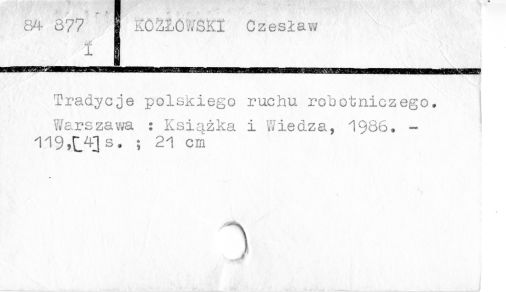 84 877
I
KOZŁOWSKI Czesław
Tradycje polskiego ruchu robotniczego.
Warszawa : Książka i Wiedza, 1986. -
119,[4]s. ; 21 cm